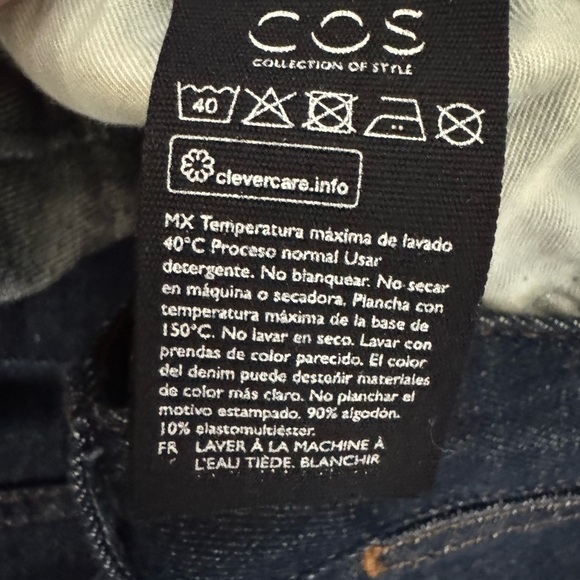 COS
COLLECTION OF STYLE
40
clevercare.info
MX Temperatura máxima de lavado
40°C Proceso normal Usar
detergente. No blanquear. No secar
en máquina o secadora. Plancha con
temperatura máxima de la base de
150°C. No lavar en seco. Lavar con
prendas de color parecido. El color
del denim puede desteñir materiales
de color más claro. No planchar el
motivo estampado. 90% algodón.
10% elastomultiéster.
FR LAVER À LA MACHINE À
L'EAU TIÈDE. BLANCHIR